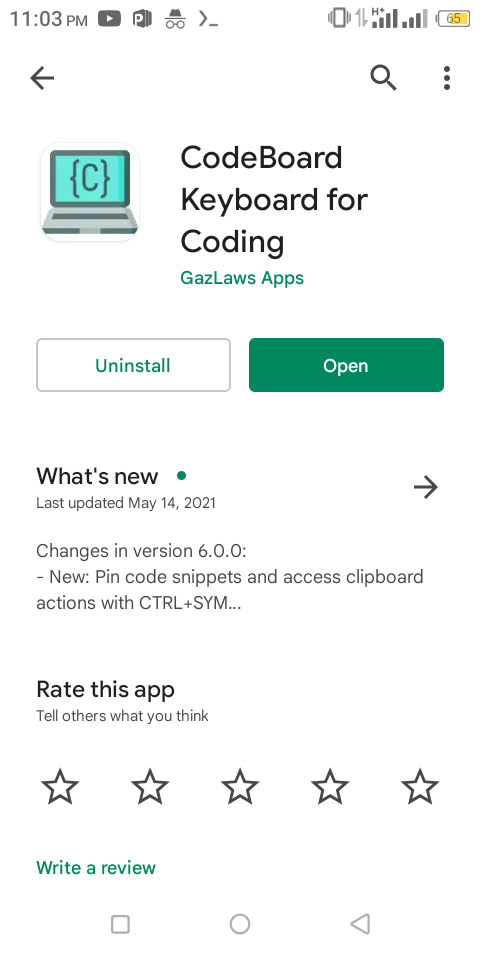 11:03 PM H+ 65
{C}
CodeBoard
Keyboard for
Coding
GazLaws Apps
Uninstall Open
What's new
Last updated May 14, 2021
Changes in version 6.0.0:
- New: Pin code snippets and access clipboard
actions with CTRL+SYM...
Rate this app
Tell others what you think
Write a review